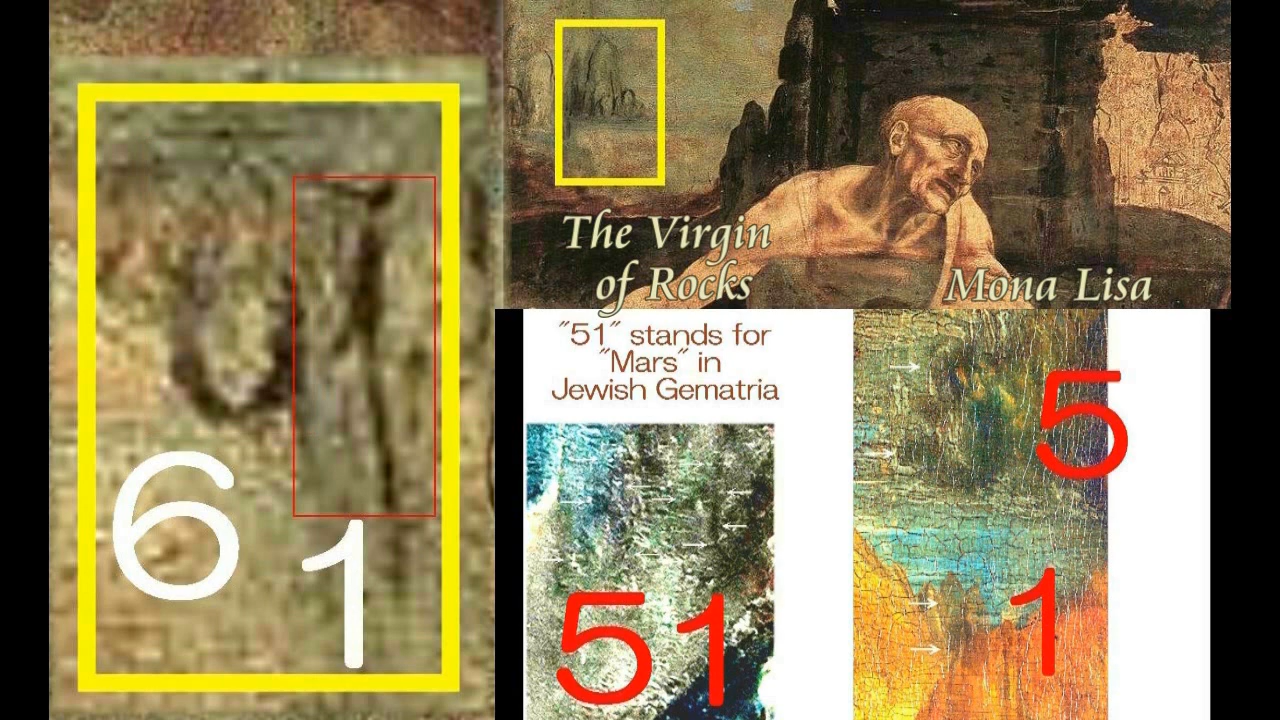 6
1
The Virgin
of Rocks
Mona Lisa
"51" stands for
"Mars" in
Jewish Gematria
51
5
1